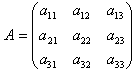 A = ( a11 a12 a13
a21 a22 a23
a31 a32 a33 )